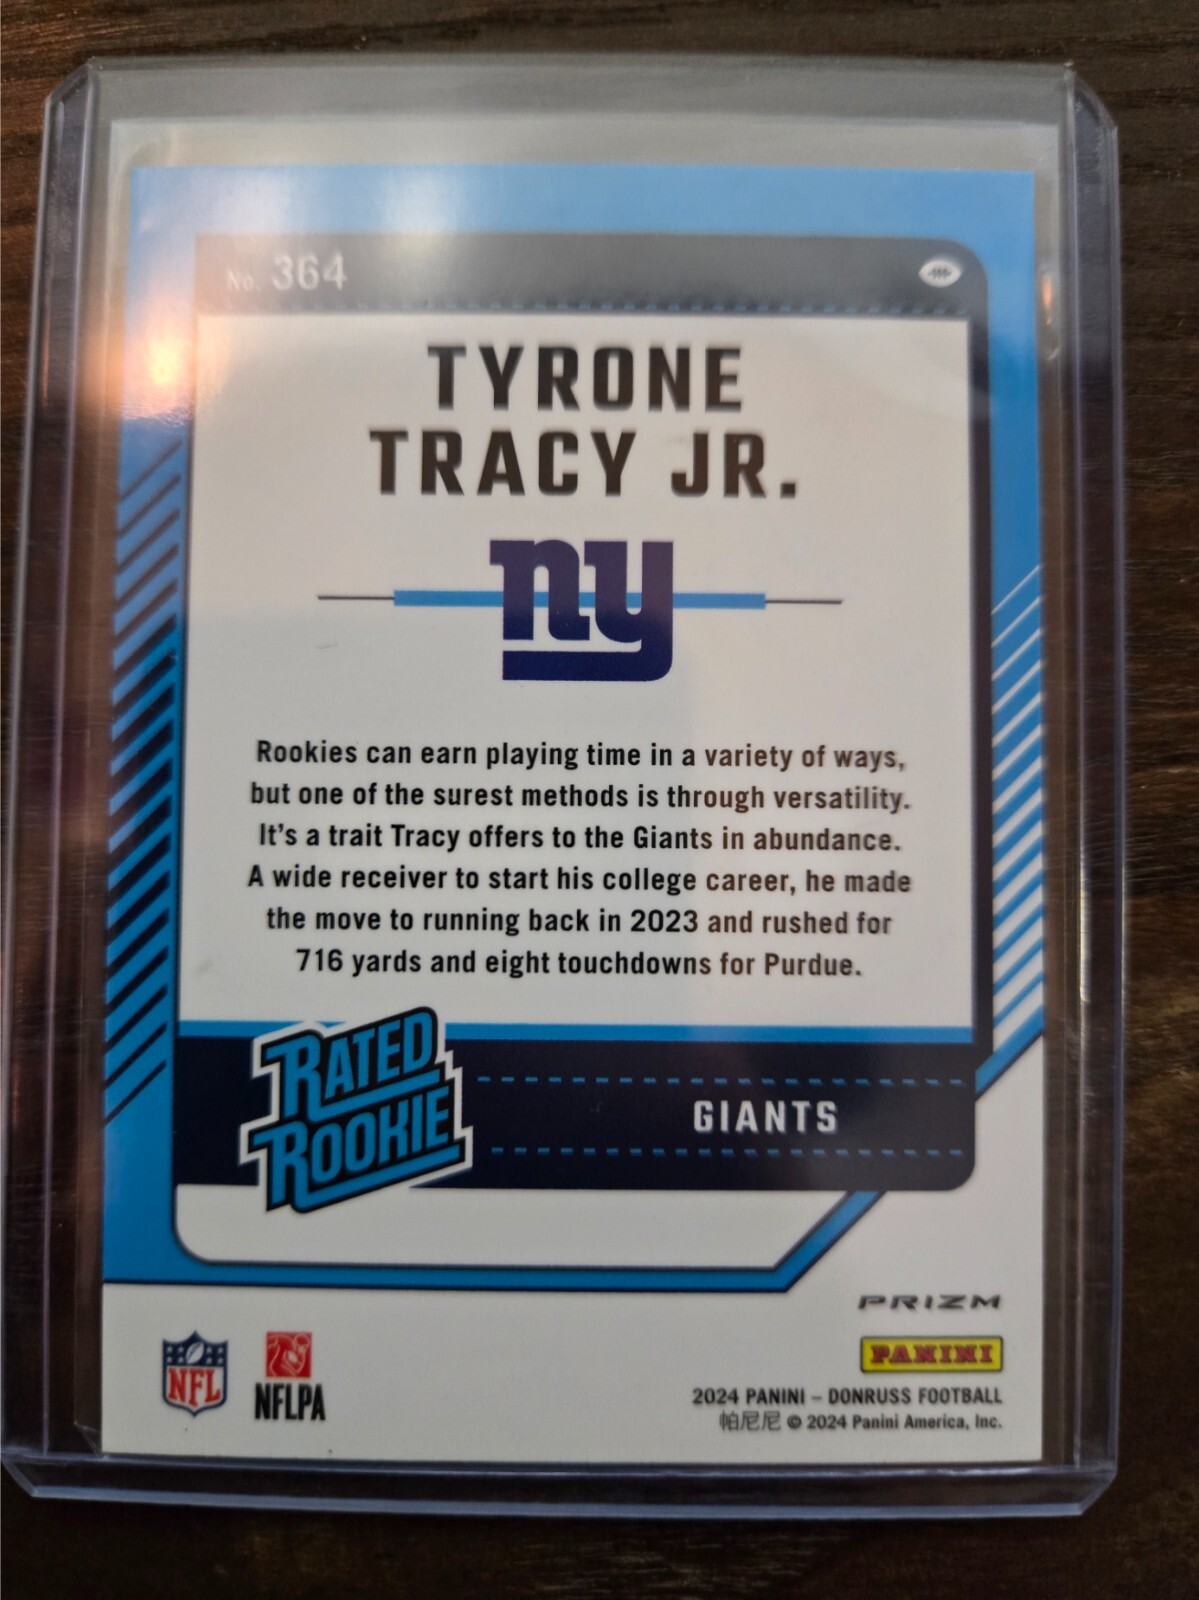 No. 364
TYRONE
TRACY JR.
ny
Rookies can earn playing time in a variety of ways,
but one of the surest methods is through versatility.
It's a trait Tracy offers to the Giants in abundance.
A wide receiver to start his college career, he made
the move to running back in 2023 and rushed for
716 yards and eight touchdowns for Purdue.
RATED
ROOKIE
GIANTS
PRIZM
PANINI
NFL
NFLPA
2024 PANINI – DONRUSS FOOTBALL
帕尼尼 © 2024 Panini America, Inc.